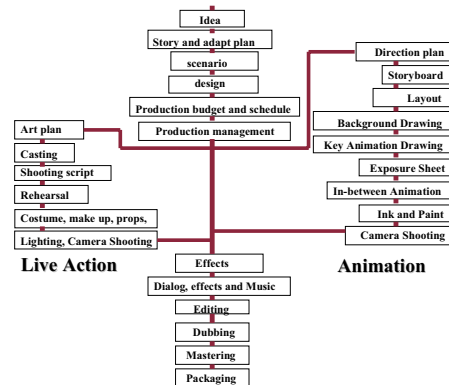 Idea
Story and adapt plan
scenario
design
Production budget and schedule
Production management
Art plan
Casting
Shooting script
Rehearsal
Costume, make up, props,
Lighting, Camera Shooting
Live Action
Direction plan
Storyboard
Layout
Background Drawing
Key Animation Drawing
Exposure Sheet
In-between Animation
Ink and Paint
Camera Shooting
Animation
Effects
Dialog, effects and Music
Editing
Dubbing
Mastering
Packaging